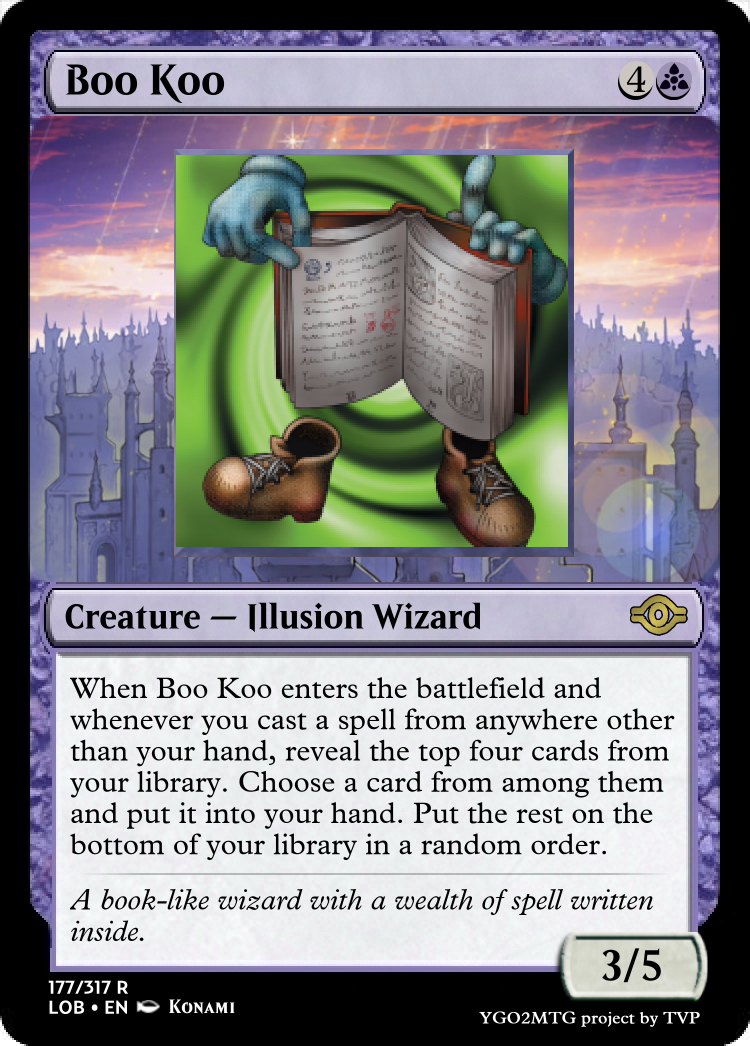 Boo Koo
4
Creature — Illusion Wizard
When Boo Koo enters the battlefield and
whenever you cast a spell from anywhere other
than your hand, reveal the top four cards from
your library. Choose a card from among them
and put it into your hand. Put the rest on the
bottom of your library in a random order.
A book-like wizard with a wealth of spell written
inside.
3/5
177/317 R
LOB • EN Konami
YGO2MTG project by TVP